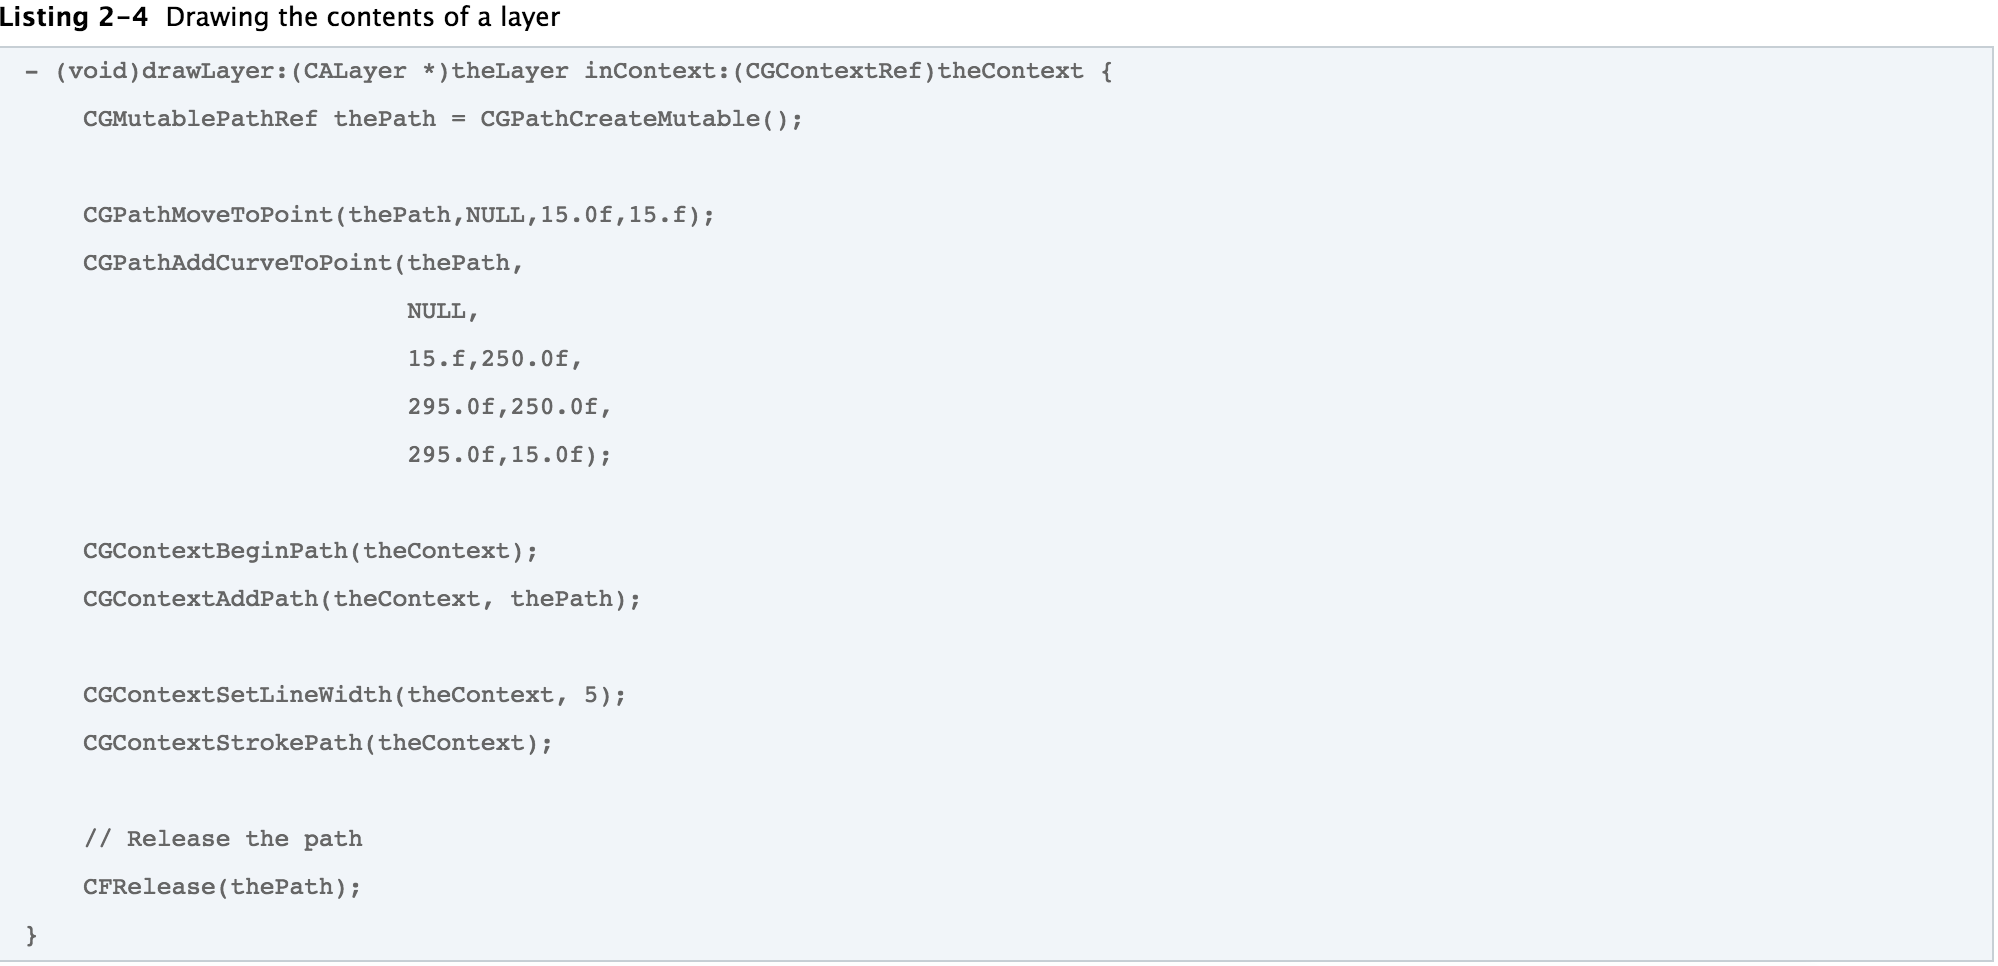 Listing 2-4 Drawing the contents of a layer
- (void)drawLayer:(CALayer *)theLayer inContext:(CGContextRef)theContext {
    CGMutablePathRef thePath = CGPathCreateMutable();
    CGPathMoveToPoint(thePath,NULL,15.0f,15.f);
    CGPathAddCurveToPoint(thePath,
                          NULL,
                          15.f,250.0f,
                          295.0f,250.0f,
                          295.0f,15.0f);
    CGContextBeginPath(theContext);
    CGContextAddPath(theContext, thePath);
    CGContextSetLineWidth(theContext, 5);
    CGContextStrokePath(theContext);
    // Release the path
    CFRelease(thePath);
}